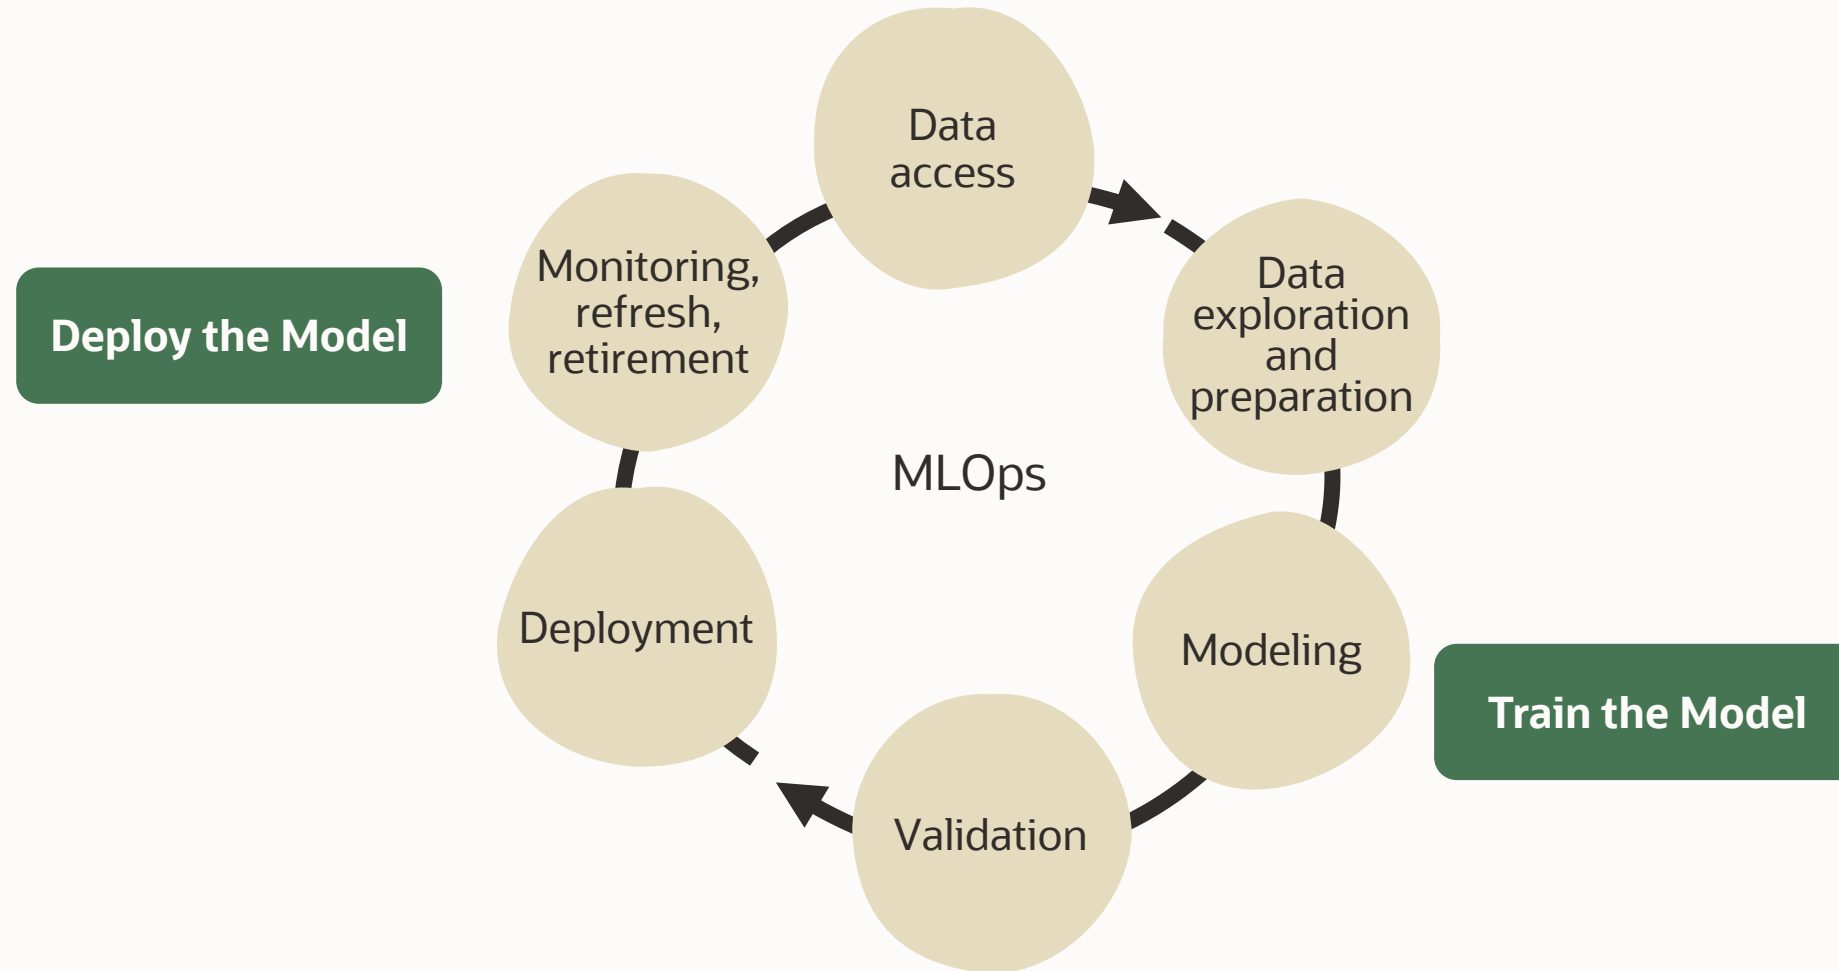 Data
access
Data
exploration
and
preparation
Modeling
Train the Model
Validation
Deployment
Monitoring,
refresh,
retirement
Deploy the Model
MLOps